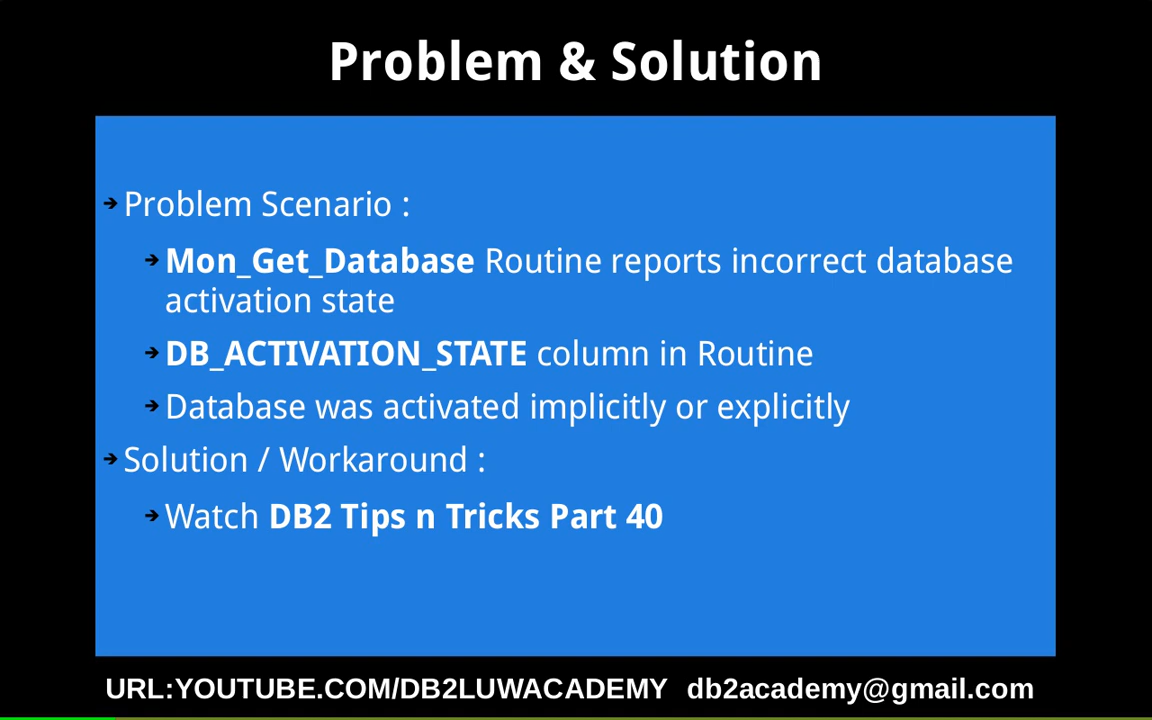 Problem & Solution
Problem Scenario :
Mon_Get_Database Routine reports incorrect database
activation state
DB_ACTIVATION_STATE column in Routine
Database was activated implicitly or explicitly
Solution / Workaround :
Watch DB2 Tips n Tricks Part 40
URL:YOUTUBE.COM/DB2LUWACADEMY db2academy@gmail.com